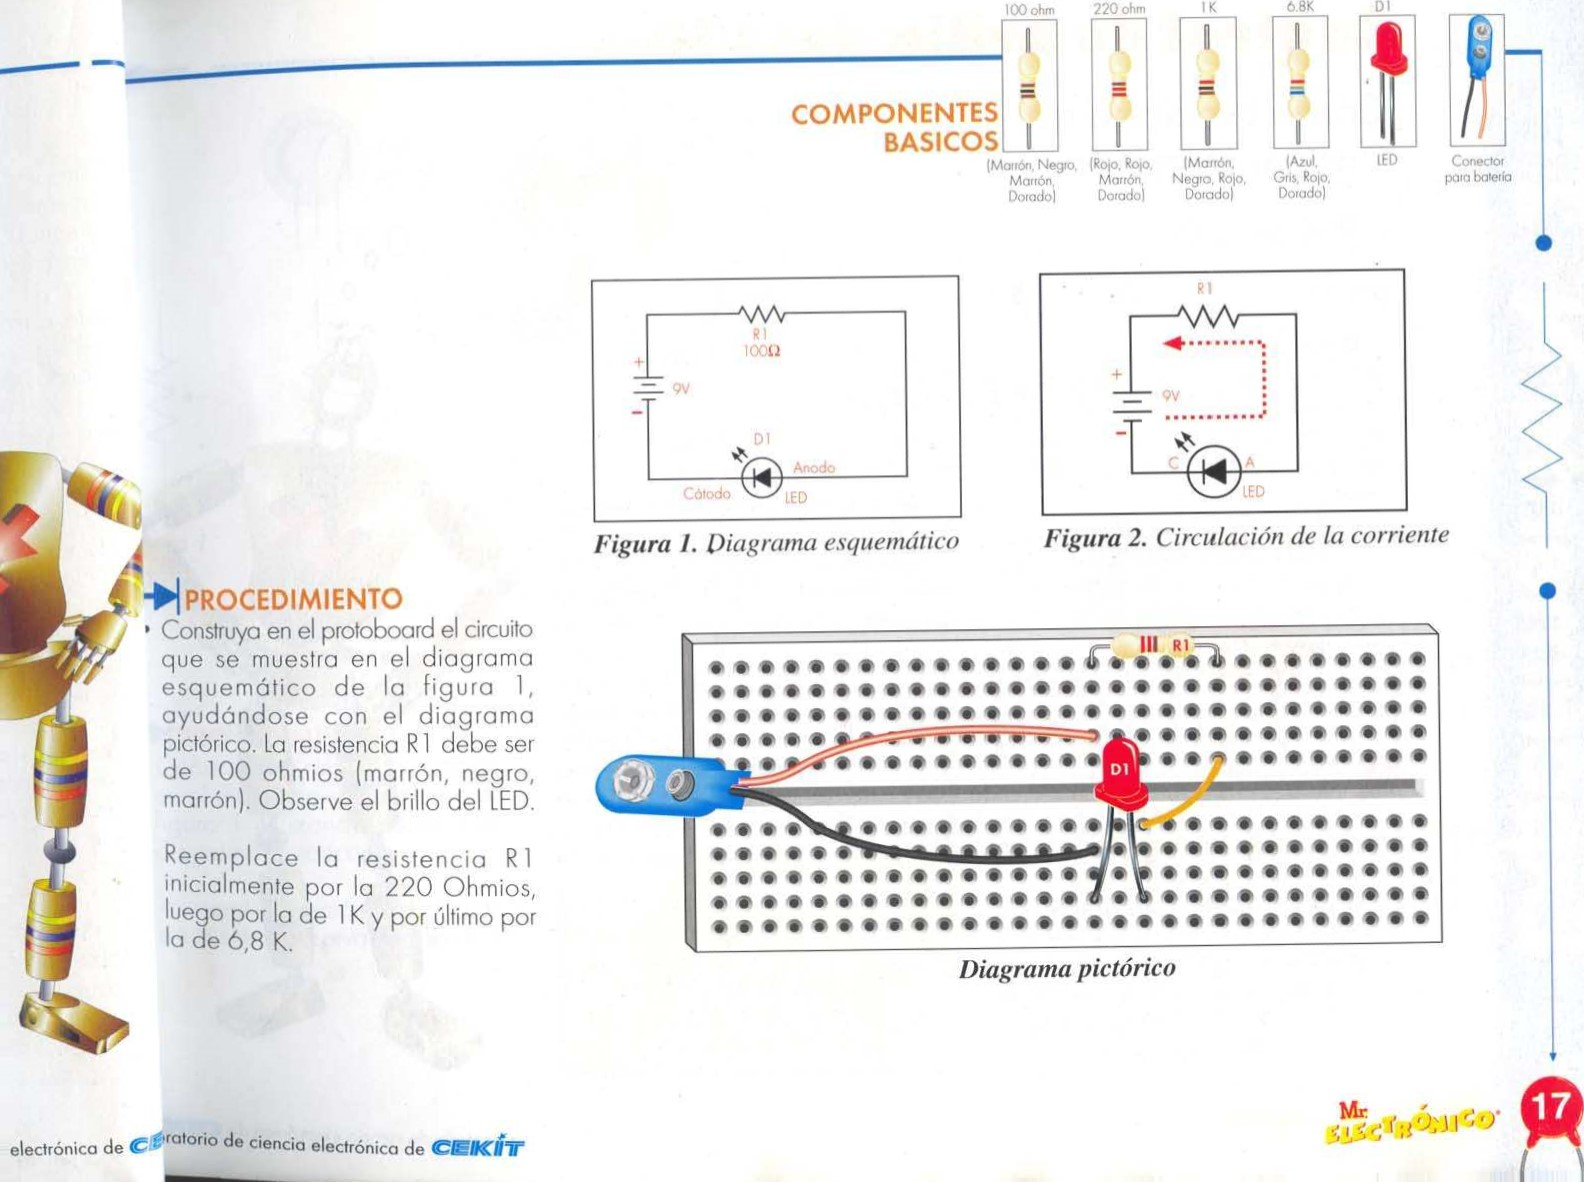 100 ohm
220 ohm
1K
6.8K
D1
COMPONENTES
BASICOS
(Marrón, Negro,
Marrón,
Dorado)
(Rojo, Rojo,
Marrón,
Dorado)
(Marrón,
Negro, Rojo,
Dorado)
(Azul,
Gris, Rojo,
Dorado)
LED
Conector
para batería
R1
100Ω
+
9V
-
D1
Anodo
Cátodo
LED
Figura 1. Diagrama esquemático
R1
+
9V
-
C
A
LED
Figura 2. Circulación de la corriente
PROCEDIMIENTO
• Construya en el protoboard el circuito
que se muestra en el diagrama
esquemático de la figura 1,
ayudándose con el diagrama
pictórico. La resistencia R1 debe ser
de 100 ohmios (marrón, negro,
marrón). Observe el brillo del LED.
Reemplace la resistencia R1
inicialmente por la 220 Ohmios,
luego por la de 1K y por último por
la de 6,8 K.
R1
D1
Diagrama pictórico
electrónica de CE
ratorio de ciencia electrónica de CEKIT
Mr.
ELECTRÓNICO
17